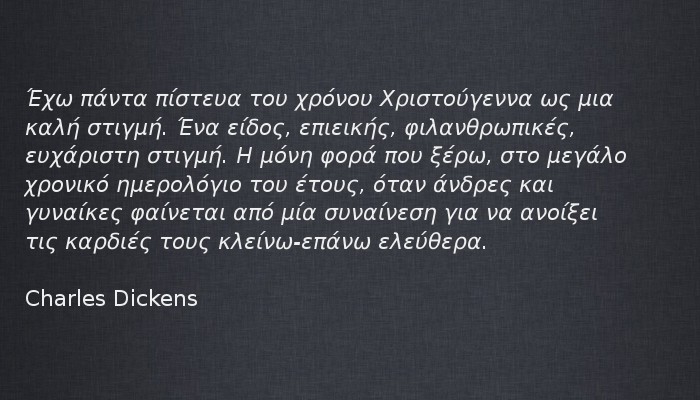 Έχω πάντα πίστευα του χρόνου Χριστούγεννα ως μια
καλή στιγμή. Ένα είδος, επιεικής, φιλανθρωπικές,
ευχάριστη στιγμή. Η μόνη φορά που ξέρω, στο μεγάλο
χρονικό ημερολόγιο του έτους, όταν άνδρες και
γυναίκες φαίνεται από μία συναίνεση για να ανοίξει
τις καρδιές τους κλείνω-επάνω ελεύθερα.
Charles Dickens